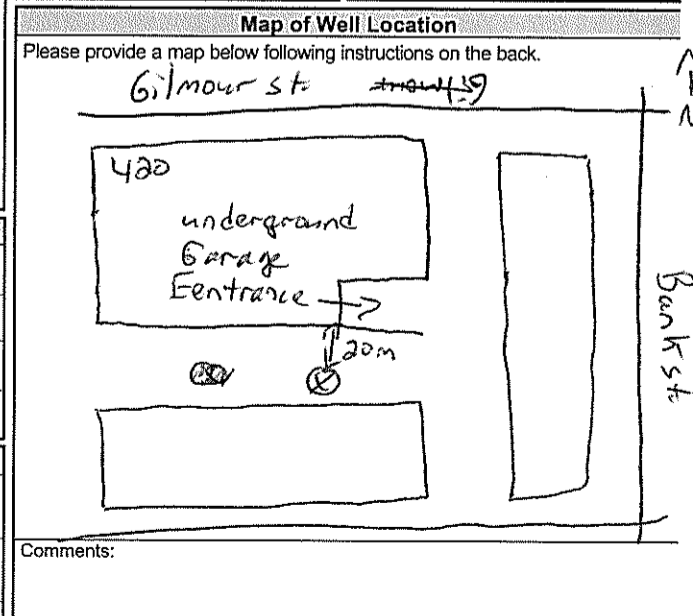 Map of Well Location
Please provide a map below following instructions on the back.
Gilmour St
420
underground
Garage
Eentrance
20m
Bank St
N
Comments: